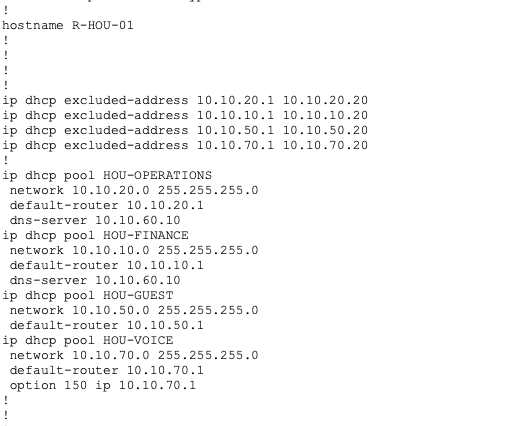 !
hostname R-HOU-01
!
!
!
!
ip dhcp excluded-address 10.10.20.1 10.10.20.20
ip dhcp excluded-address 10.10.10.1 10.10.10.20
ip dhcp excluded-address 10.10.50.1 10.10.50.20
ip dhcp excluded-address 10.10.70.1 10.10.70.20
!
ip dhcp pool HOU-OPERATIONS
 network 10.10.20.0 255.255.255.0
 default-router 10.10.20.1
 dns-server 10.10.60.10
ip dhcp pool HOU-FINANCE
 network 10.10.10.0 255.255.255.0
 default-router 10.10.10.1
 dns-server 10.10.60.10
ip dhcp pool HOU-GUEST
 network 10.10.50.0 255.255.255.0
 default-router 10.10.50.1
ip dhcp pool HOU-VOICE
 network 10.10.70.0 255.255.255.0
 default-router 10.10.70.1
 option 150 ip 10.10.70.1
!
!